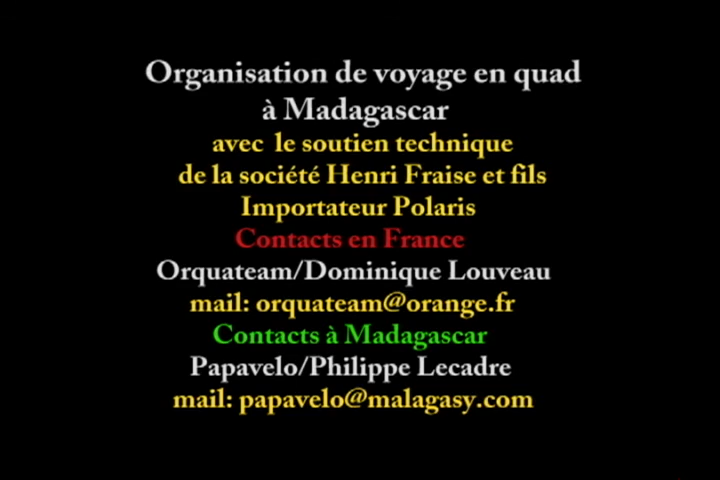 Organisation de voyage en quad
à Madagascar
avec le soutien technique
de la société Henri Fraise et fils
Importateur Polaris
Contacts en France
Orquateam/Dominique Louveau
mail: orquateam@orange.fr
Contacts à Madagascar
Papavelo/Philippe Lecadre
mail: papavelo@malagasy.com